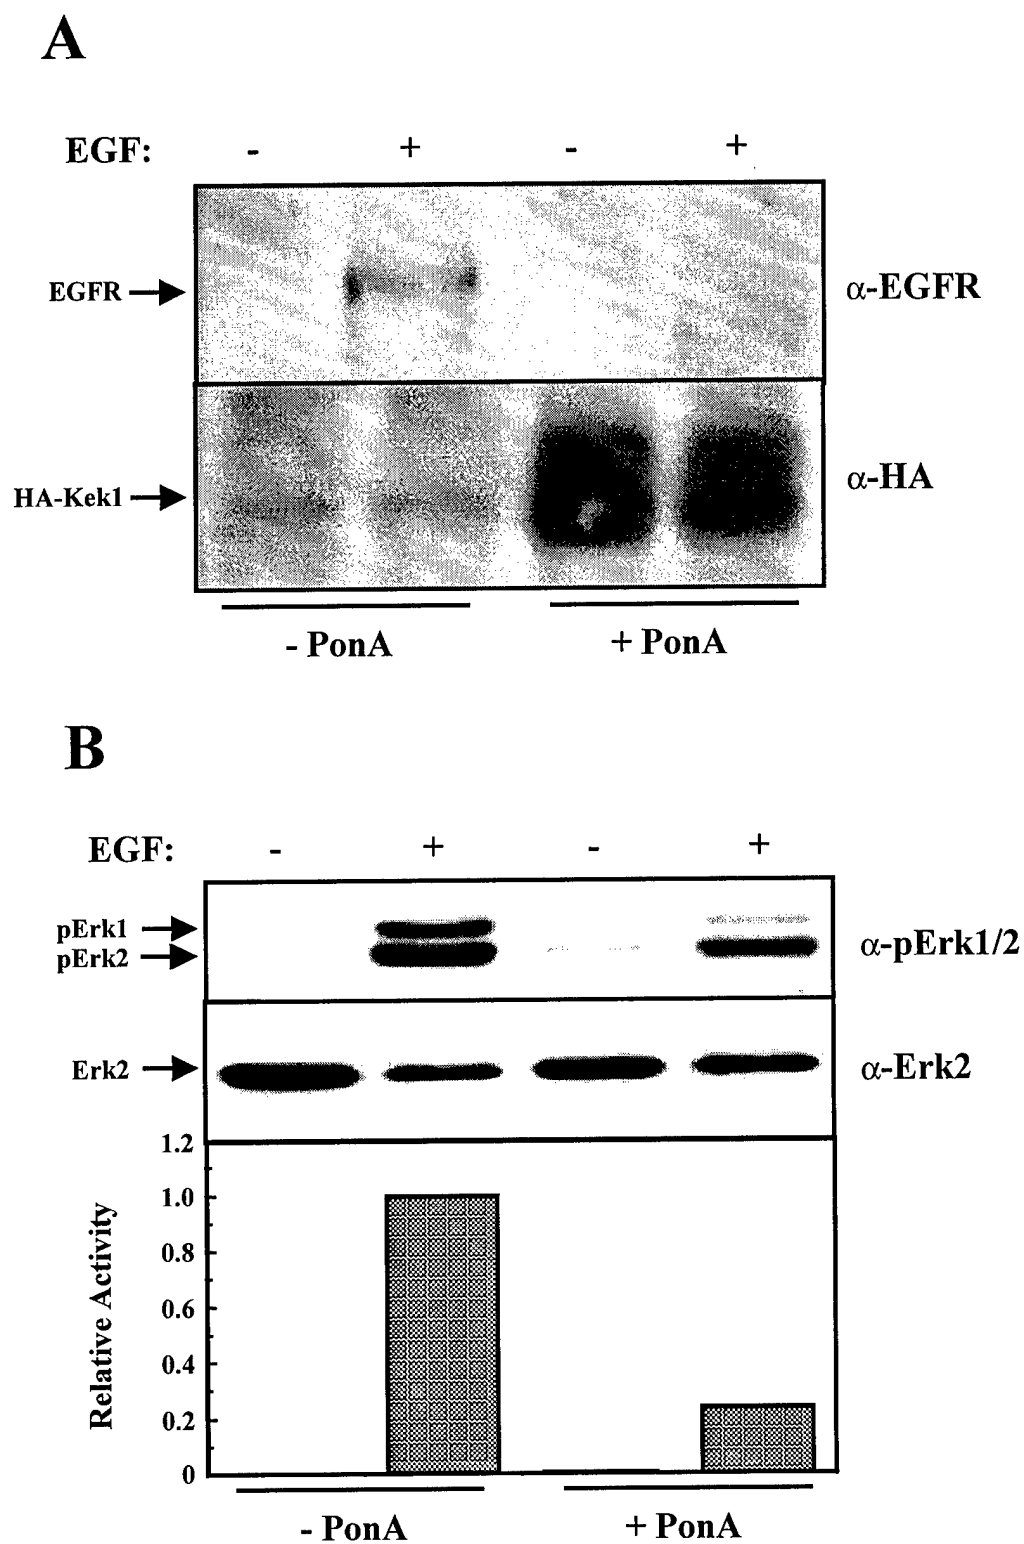 A
EGF: - + - +
EGFR
α-EGFR
HA-Kek1
α-HA
- PonA + PonA
B
EGF: - + - +
pErk1
pErk2
α-pErk1/2
Erk2
α-Erk2
1.2
1.0
0.8
0.6
0.4
0.2
0
Relative Activity
- PonA + PonA